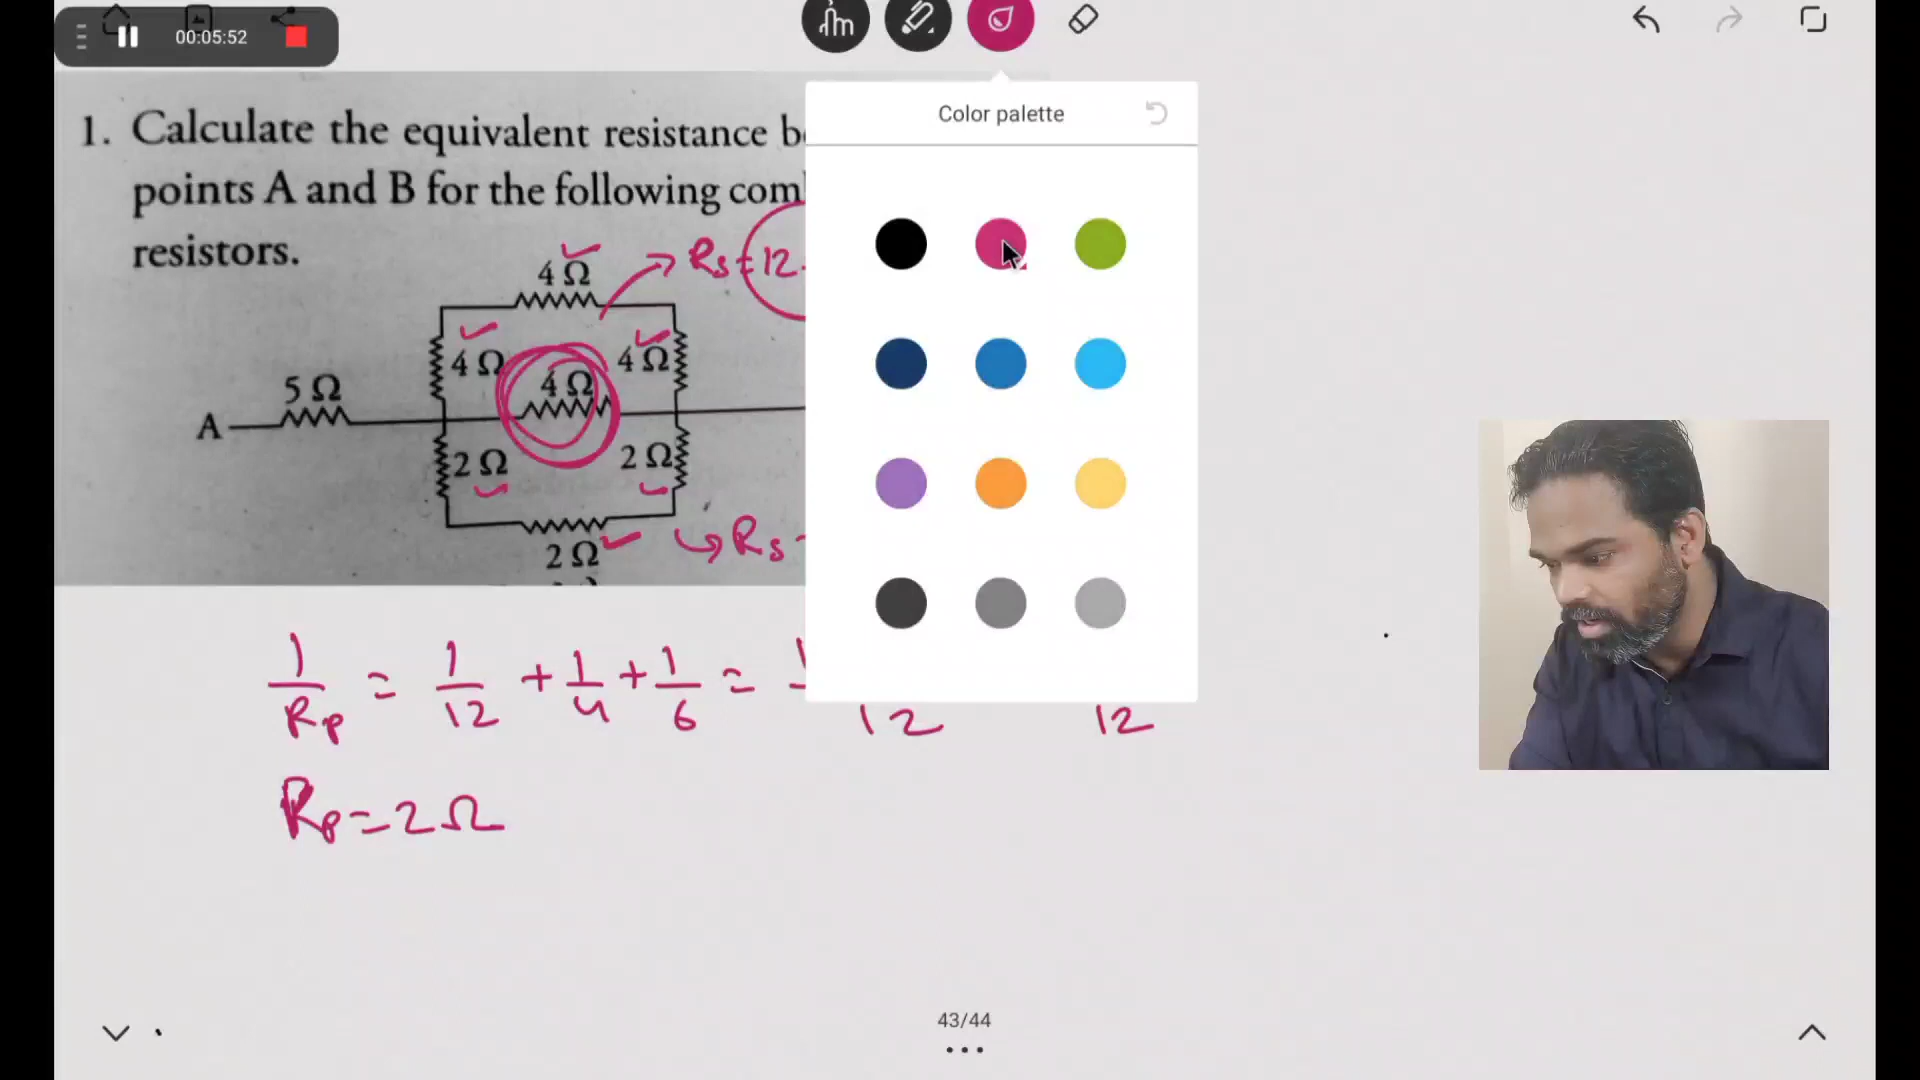 00:05:52
Color palette
1. Calculate the equivalent resistance b
points A and B for the following com
resistors.
4 Ω
Rs = 12
4 Ω
4 Ω
4 Ω
5 Ω
A
2 Ω
2 Ω
2 Ω
Rs
1/Rp = 1/12 + 1/4 + 1/6 =
12
12
Rp = 2 Ω
43/44